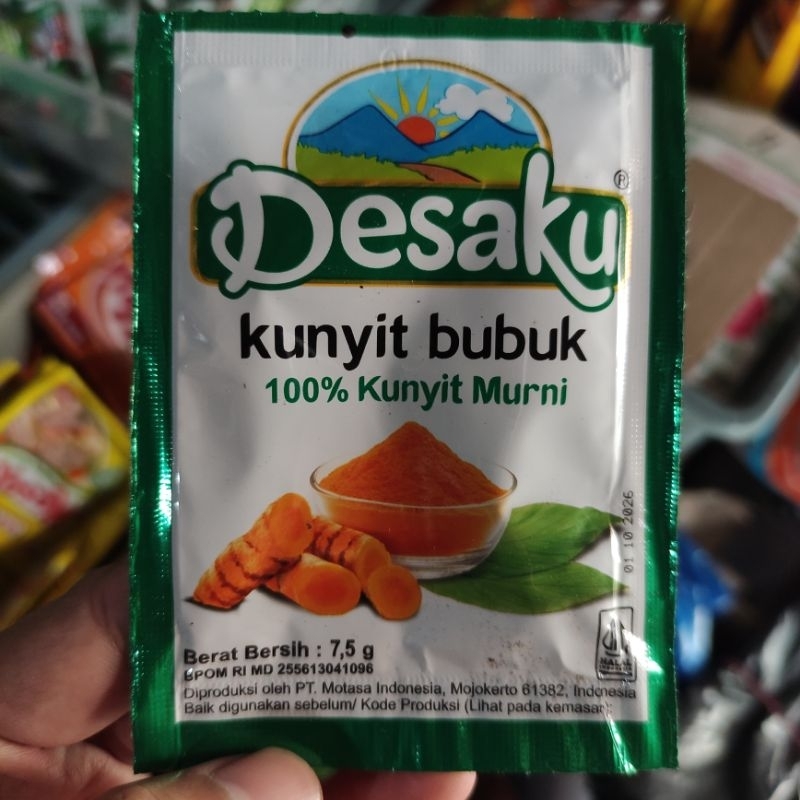 Desaku
®
kunyit bubuk
100% Kunyit Murni
01 10 2026
Berat Bersih : 7,5 g
BPOM RI MD 255613041096
HALAL
Diproduksi oleh PT. Motasa Indonesia, Mojokerto 61382, Indonesia
Baik digunakan sebelum/ Kode Produksi (Lihat pada kemasan):